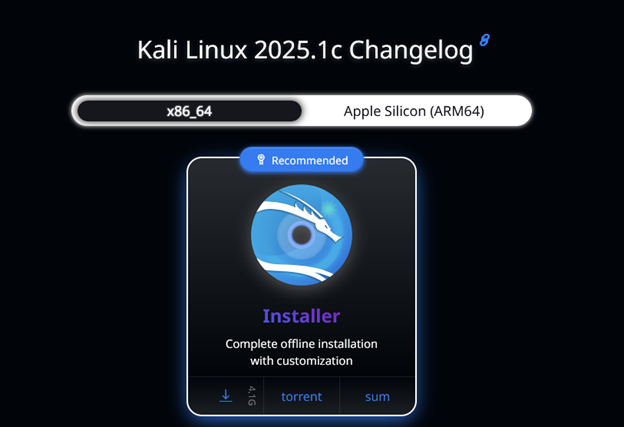 Kali Linux 2025.1c Changelog
x86_64
Apple Silicon (ARM64)
Recommended
Installer
Complete offline installation
with customization
4.1G
torrent
sum